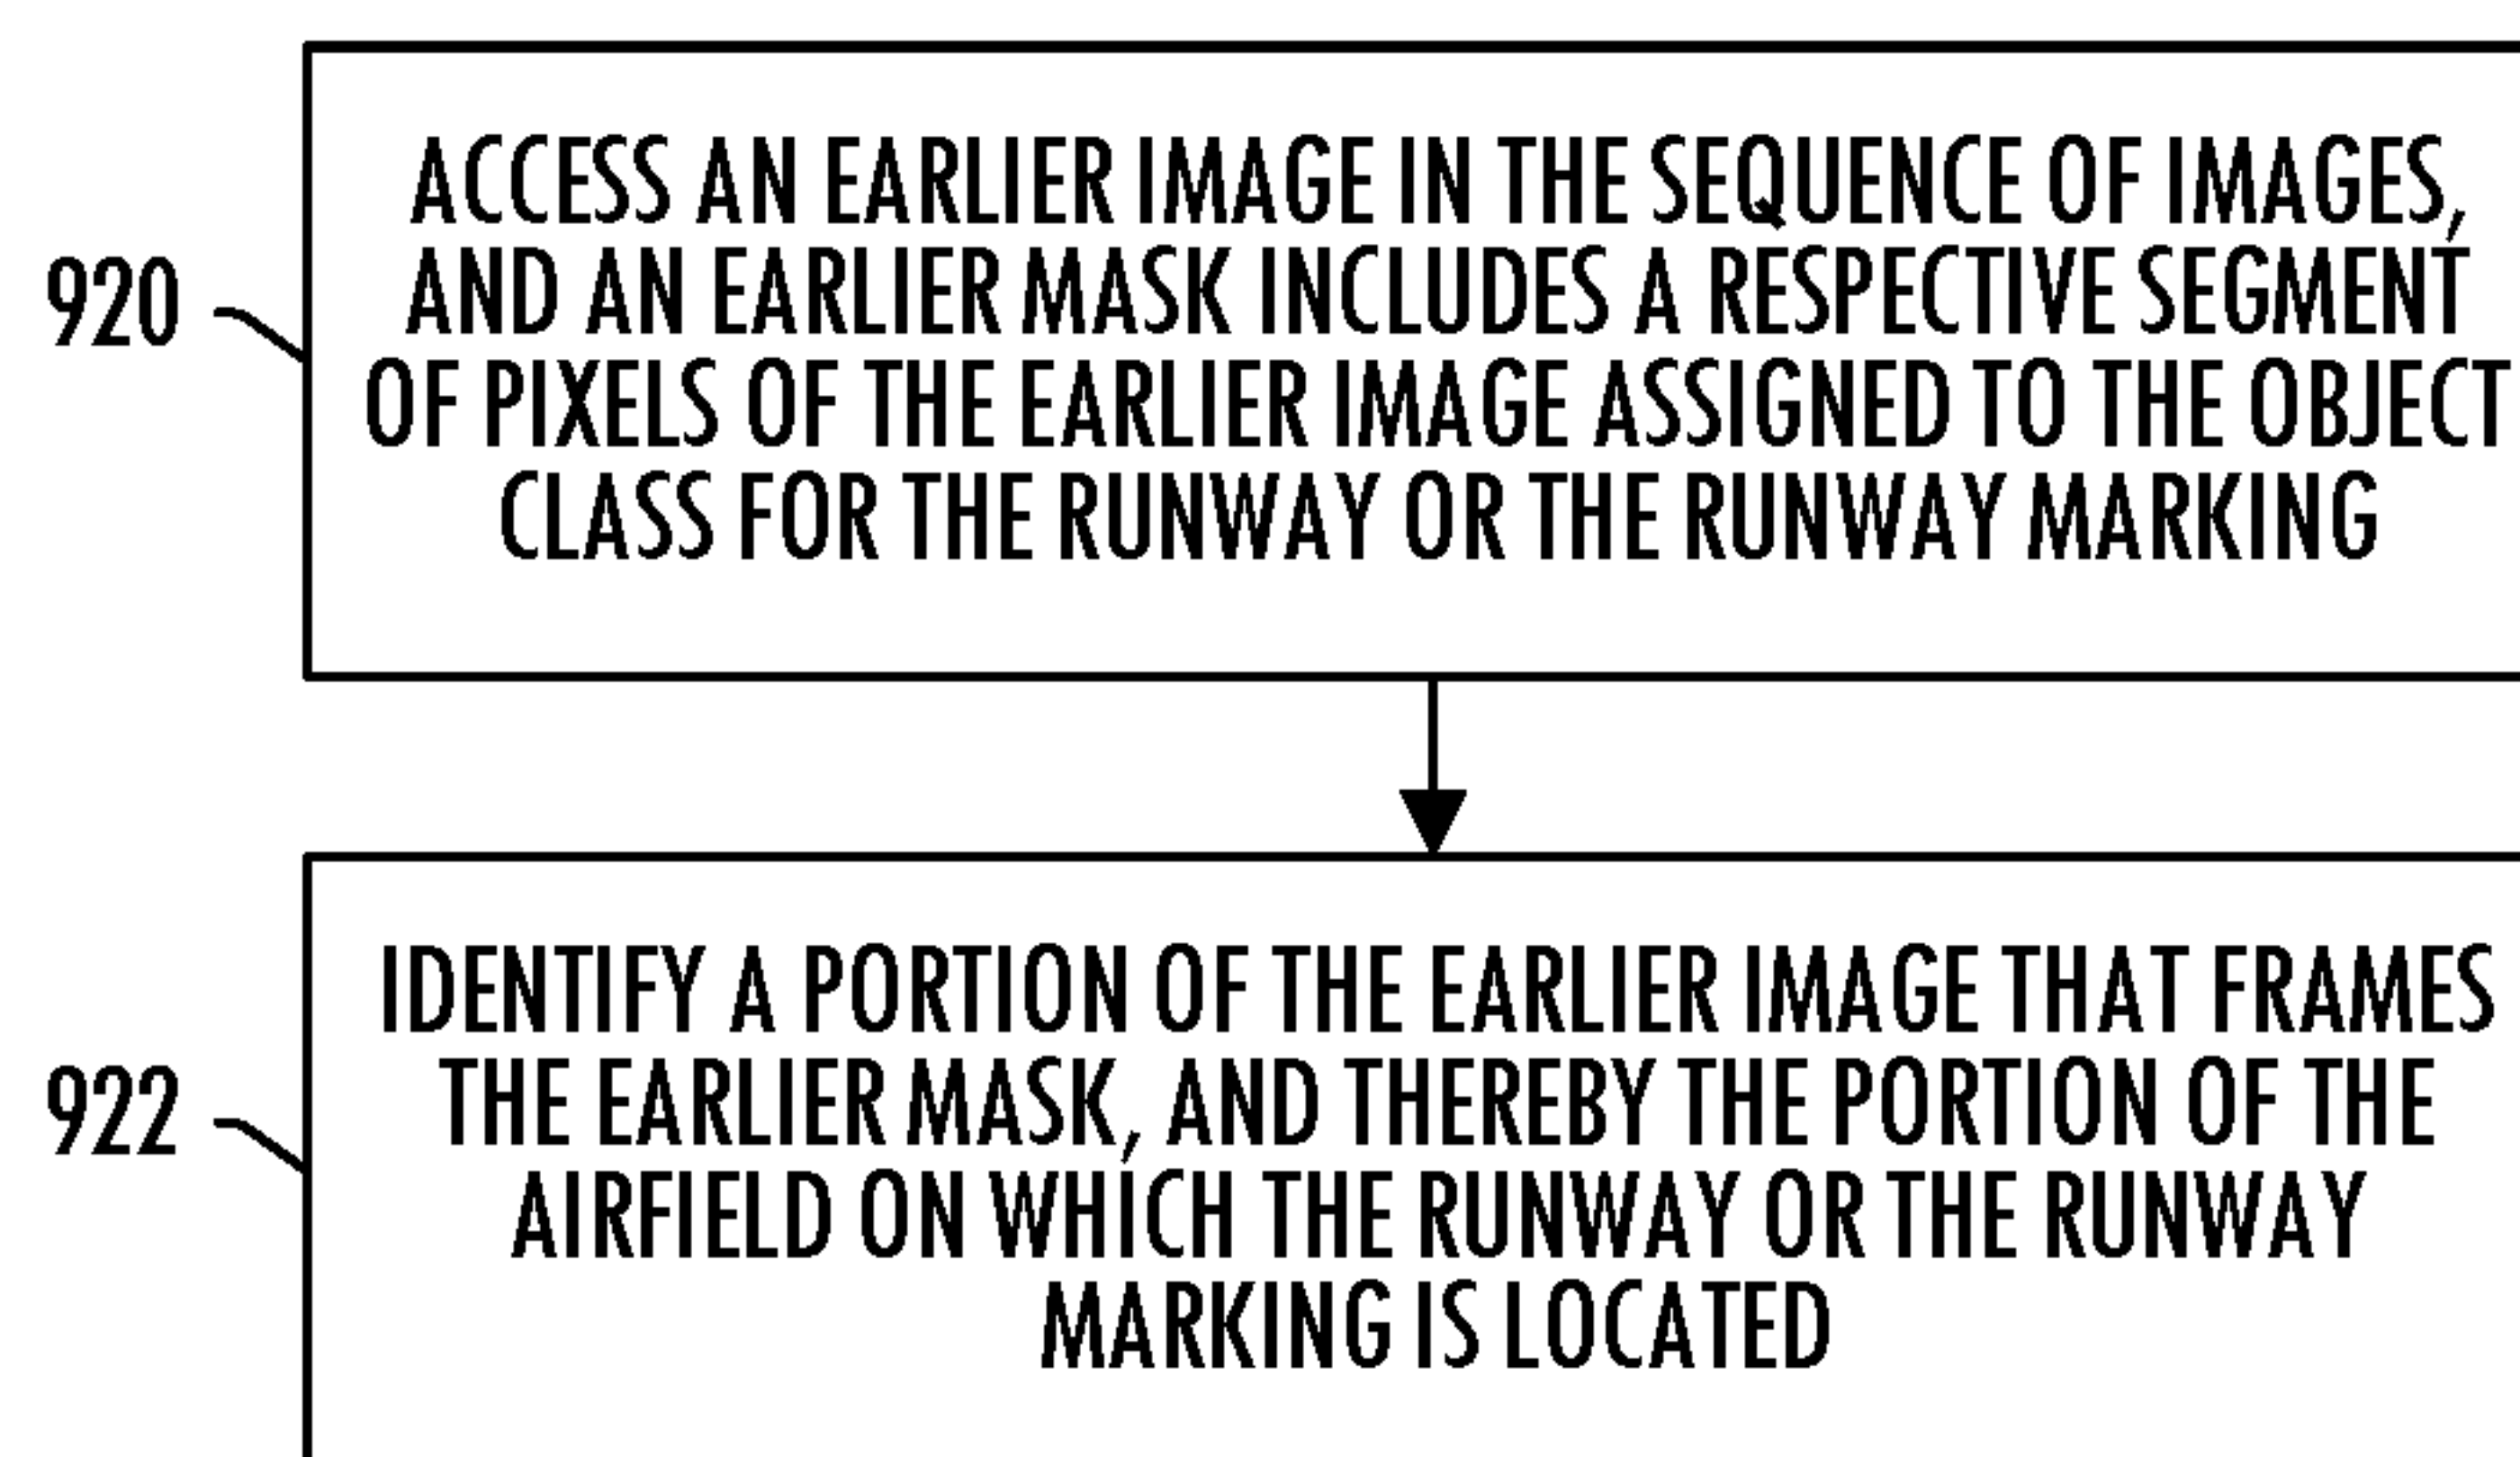 ACCESS AN EARLIER IMAGE IN THE SEQUENCE OF IMAGES,
AND AN EARLIER MASK INCLUDES A RESPECTIVE SEGMENT
OF PIXELS OF THE EARLIER IMAGE ASSIGNED TO THE OBJECT
CLASS FOR THE RUNWAY OR THE RUNWAY MARKING
920
IDENTIFY A PORTION OF THE EARLIER IMAGE THAT FRAMES
THE EARLIER MASK, AND THEREBY THE PORTION OF THE
AIRFIELD ON WHICH THE RUNWAY OR THE RUNWAY
MARKING IS LOCATED
922